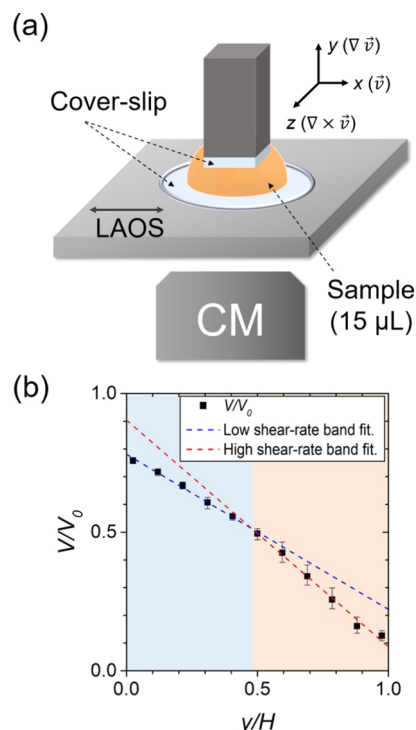 (a)
y (∇ v⃗)
x (v⃗)
z (∇ × v⃗)
Cover-slip
LAOS
CM
Sample
(15 μL)
(b)
V/V₀
Low shear-rate band fit.
High shear-rate band fit.
V/V₀
1.0
0.5
0.0
0.0 0.5 1.0
y/H